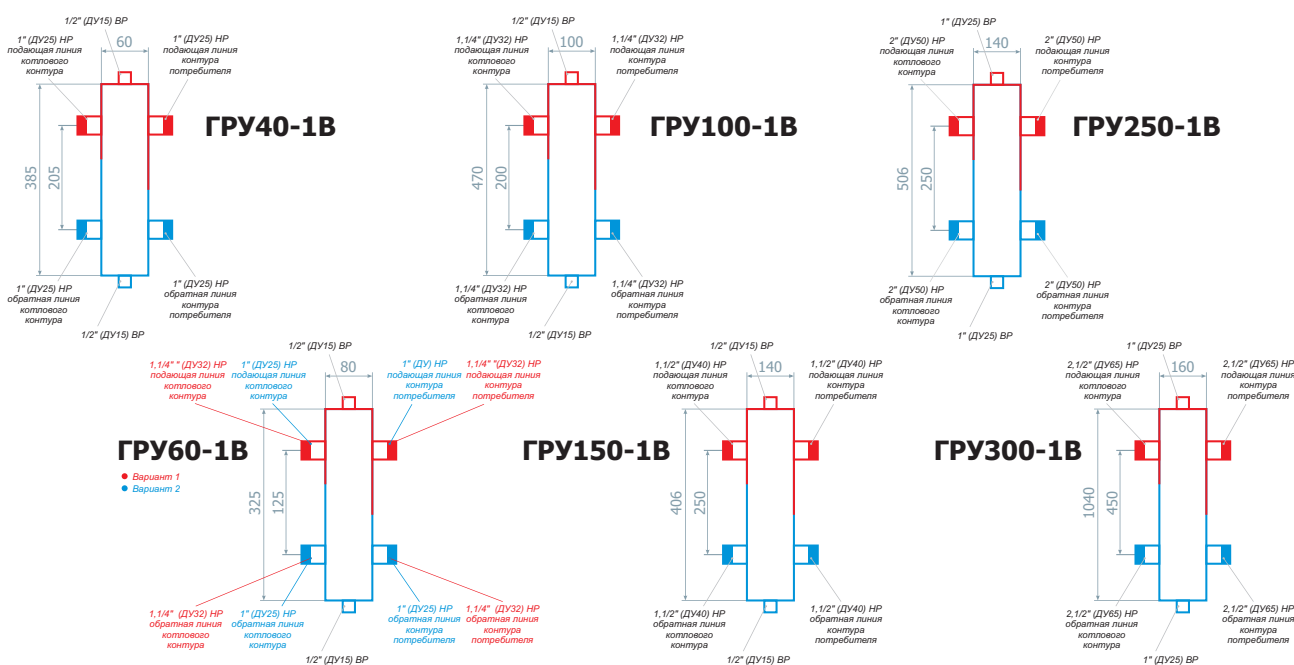 1/2" (ДУ15) ВР
1" (ДУ25) НР
подающая линия
котлового
контура
60
1" (ДУ25) НР
подающая линия
контура
потребителя
385
205
ГРУ40-1В
1" (ДУ25) НР
обратная линия
котлового
контура
1" (ДУ25) НР
обратная линия
контура
потребителя
1/2" (ДУ15) ВР
1/2" (ДУ15) ВР
1,1/4" (ДУ32) НР
подающая линия
котлового
контура
100
1,1/4" (ДУ32) НР
подающая линия
контура
потребителя
470
200
ГРУ100-1В
1,1/4" (ДУ32) НР
обратная линия
котлового
контура
1,1/4" (ДУ32) НР
обратная линия
контура
потребителя
1/2" (ДУ15) ВР
1" (ДУ25) ВР
2" (ДУ50) НР
подающая линия
котлового
контура
140
2" (ДУ50) НР
подающая линия
контура
потребителя
506
250
ГРУ250-1В
2" (ДУ50) НР
обратная линия
котлового
контура
2" (ДУ50) НР
обратная линия
контура
потребителя
1" (ДУ25) ВР
1/2" (ДУ15) ВР
1,1/4" " (ДУ32) НР
подающая линия
котлового
контура
1" (ДУ25) НР
подающая линия
котлового
контура
80
1" (ДУ) НР
подающая линия
контура
потребителя
1,1/4" "(ДУ32) НР
подающая линия
контура
потребителя
ГРУ60-1В
Вариант 1
Вариант 2
325
125
1,1/4" (ДУ32) НР
обратная линия
котлового
контура
1" (ДУ25) НР
обратная линия
котлового
контура
1" (ДУ25) НР
обратная линия
контура
потребителя
1,1/4" (ДУ32) НР
обратная линия
контура
потребителя
1/2" (ДУ15) ВР
1/2" (ДУ15) ВР
1,1/2" (ДУ40) НР
подающая линия
котлового
контура
140
1,1/2" (ДУ40) НР
подающая линия
контура
потребителя
ГРУ150-1В
406
250
1,1/2" (ДУ40) НР
обратная линия
котлового
контура
1,1/2" (ДУ40) НР
обратная линия
контура
потребителя
1/2" (ДУ15) ВР
1" (ДУ25) ВР
2,1/2" (ДУ65) НР
подающая линия
котлового
контура
160
2,1/2" (ДУ65) НР
подающая линия
контура
потребителя
ГРУ300-1В
1040
450
2,1/2" (ДУ65) НР
обратная линия
котлового
контура
2,1/2" (ДУ65) НР
обратная линия
контура
потребителя
1" (ДУ25) ВР